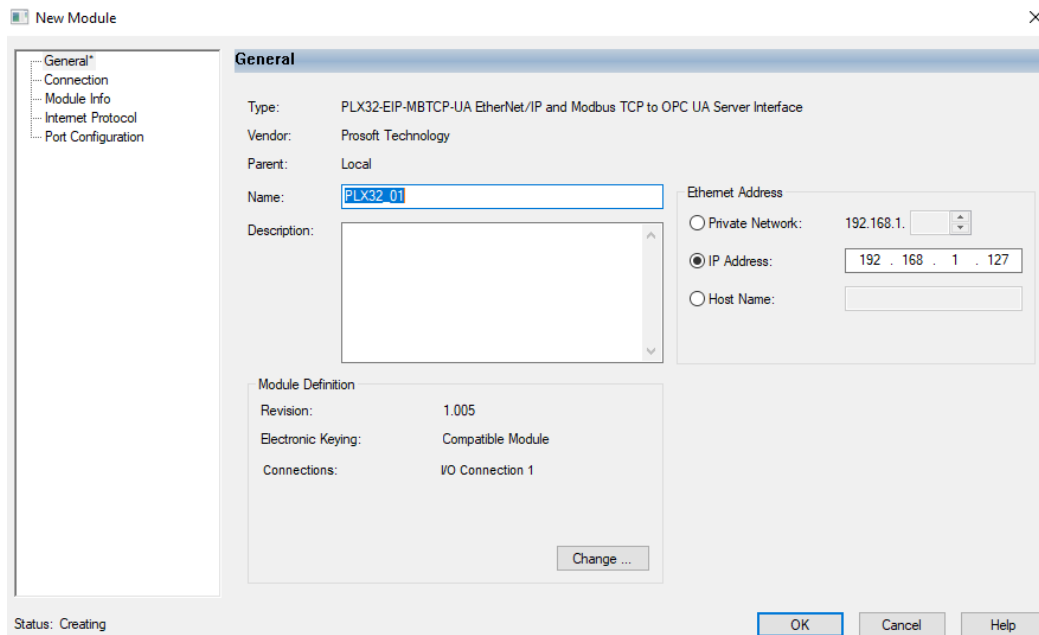 New Module
General*
Connection
Module Info
Internet Protocol
Port Configuration
General
Type: PLX32-EIP-MBTCP-UA EtherNet/IP and Modbus TCP to OPC UA Server Interface
Vendor: Prosoft Technology
Parent: Local
Name: PLX32_01
Description:
Ethernet Address
Private Network: 192.168.1.
IP Address: 192 . 168 . 1 . 127
Host Name:
Module Definition
Revision: 1.005
Electronic Keying: Compatible Module
Connections: I/O Connection 1
Change ...
Status: Creating
OK Cancel Help